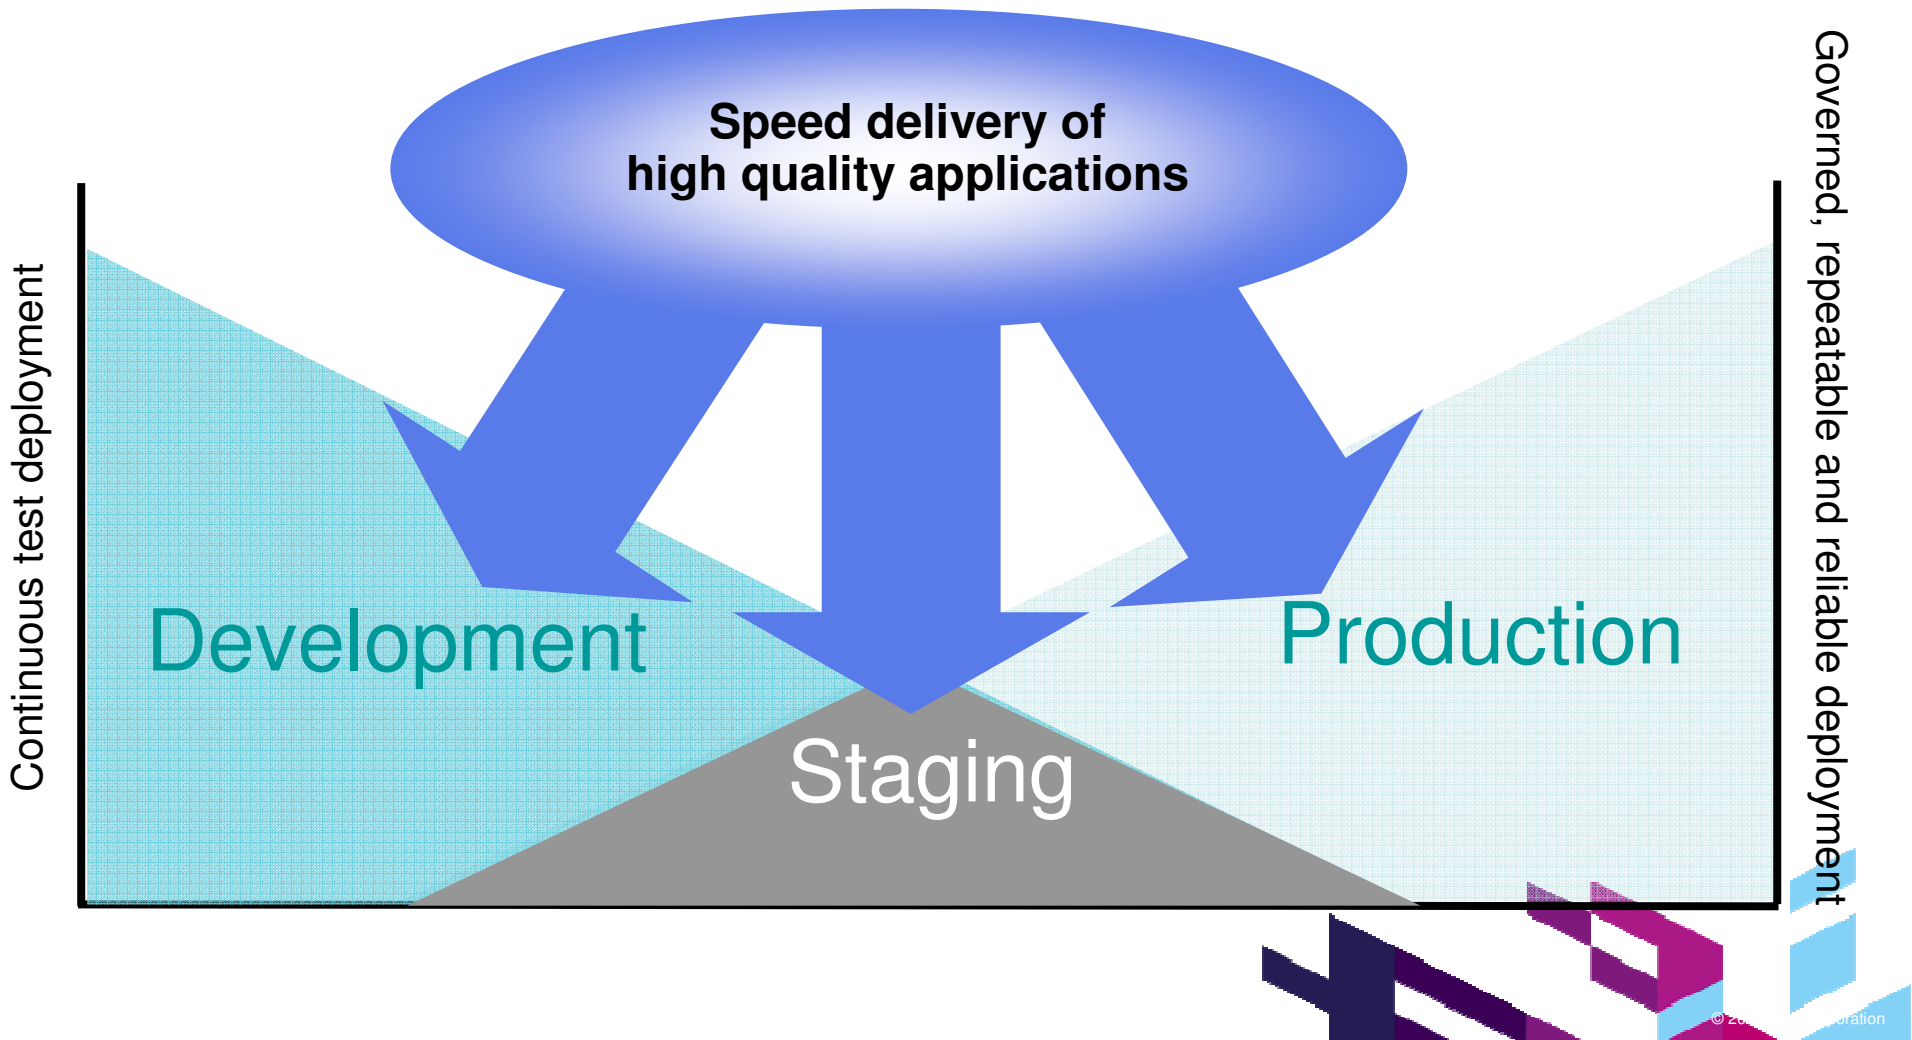 Speed delivery of
high quality applications
Continuous test deployment
Governed, repeatable and reliable deployment
Development
Production
Staging
©